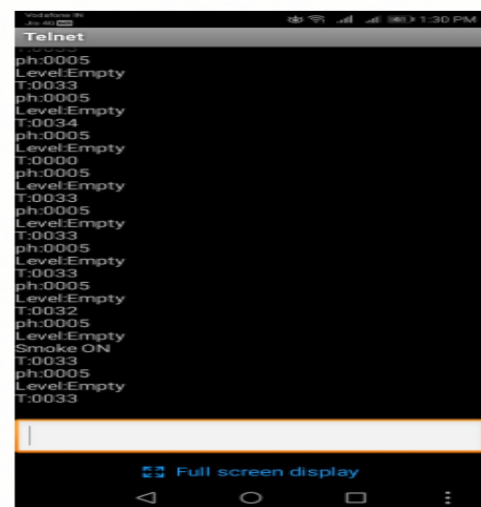 Vodafone IN
Jio 4G
1:30 PM
Telnet
T:0033
ph:0005
Level:Empty
T:0033
ph:0005
Level:Empty
T:0034
ph:0005
Level:Empty
T:0000
ph:0005
Level:Empty
T:0033
ph:0005
Level:Empty
T:0033
ph:0005
Level:Empty
T:0033
ph:0005
Level:Empty
T:0032
ph:0005
Level:Empty
Smoke ON
T:0033
ph:0005
Level:Empty
T:0033
Full screen display